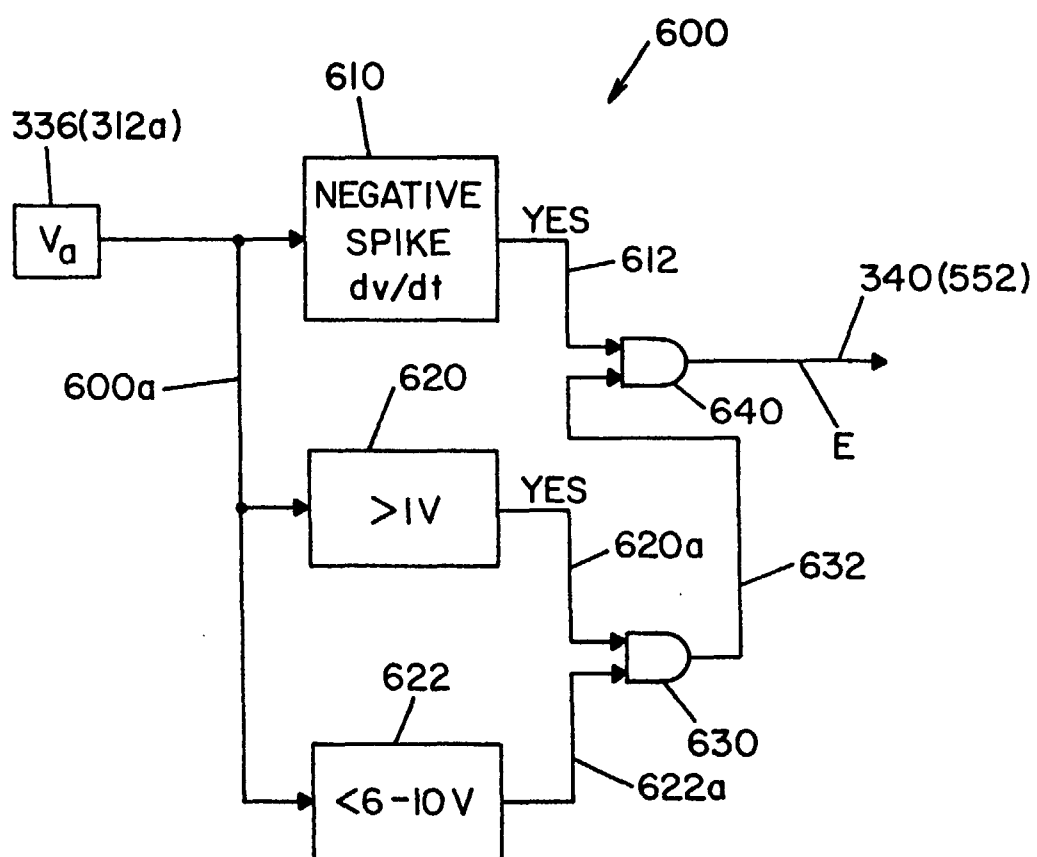 600
610
336(312a)
NEGATIVE
SPIKE
dv/dt
YES
612
Va
340(552)
600a
620
640
E
>1V
YES
620a
632
622
630
622a
<6-10V